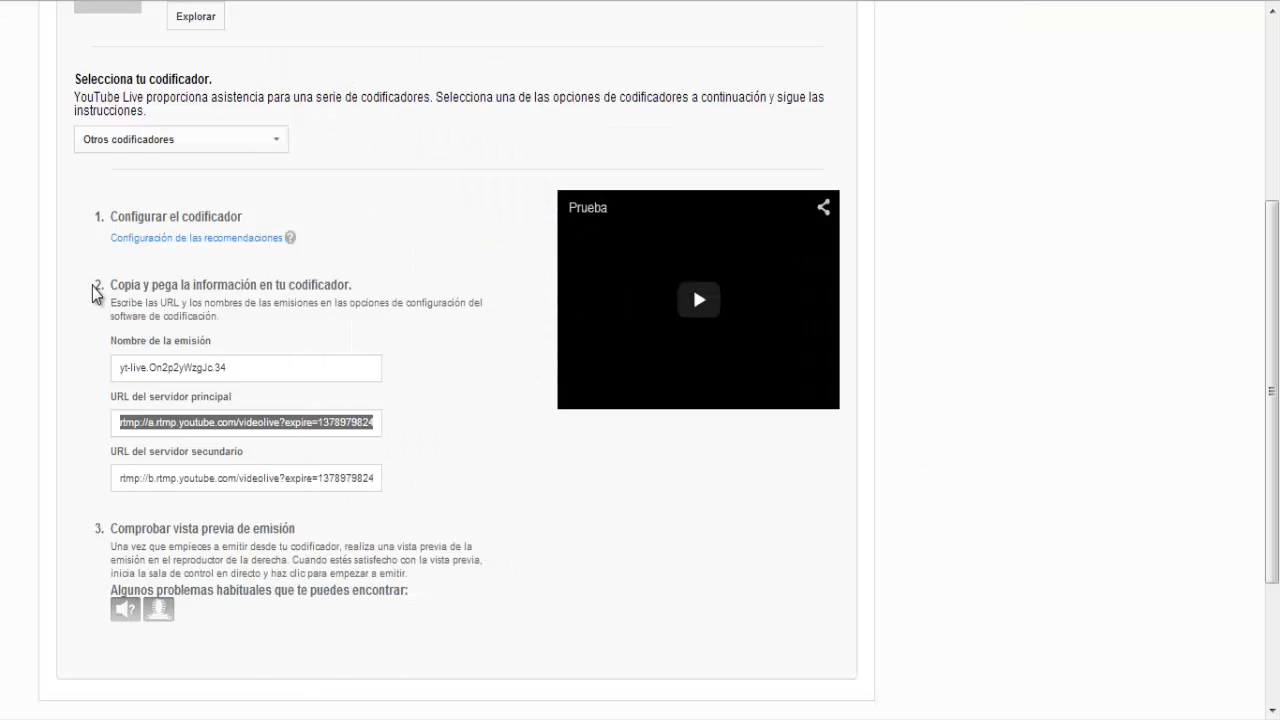 Explorar
Selecciona tu codificador.
YouTube Live proporciona asistencia para una serie de codificadores. Selecciona una de las opciones de codificadores a continuación y sigue las
instrucciones.
Otros codificadores
1. Configurar el codificador
Configuración de las recomendaciones ?
Prueba
2. Copia y pega la información en tu codificador.
Escribe las URL y los nombres de las emisiones en las opciones de configuración del
software de codificación.
Nombre de la emisión
yt-live.On2p2yWzgJc.34
URL del servidor principal
rtmp://a.rtmp.youtube.com/videolive?expire=1378979824
URL del servidor secundario
rtmp://b.rtmp.youtube.com/videolive?expire=1378979824
3. Comprobar vista previa de emisión
Una vez que empieces a emitir desde tu codificador, realiza una vista previa de la
emisión en el reproductor de la derecha. Cuando estés satisfecho con la vista previa,
inicia la sala de control en directo y haz clic para empezar a emitir.
Algunos problemas habituales que te puedes encontrar:
?